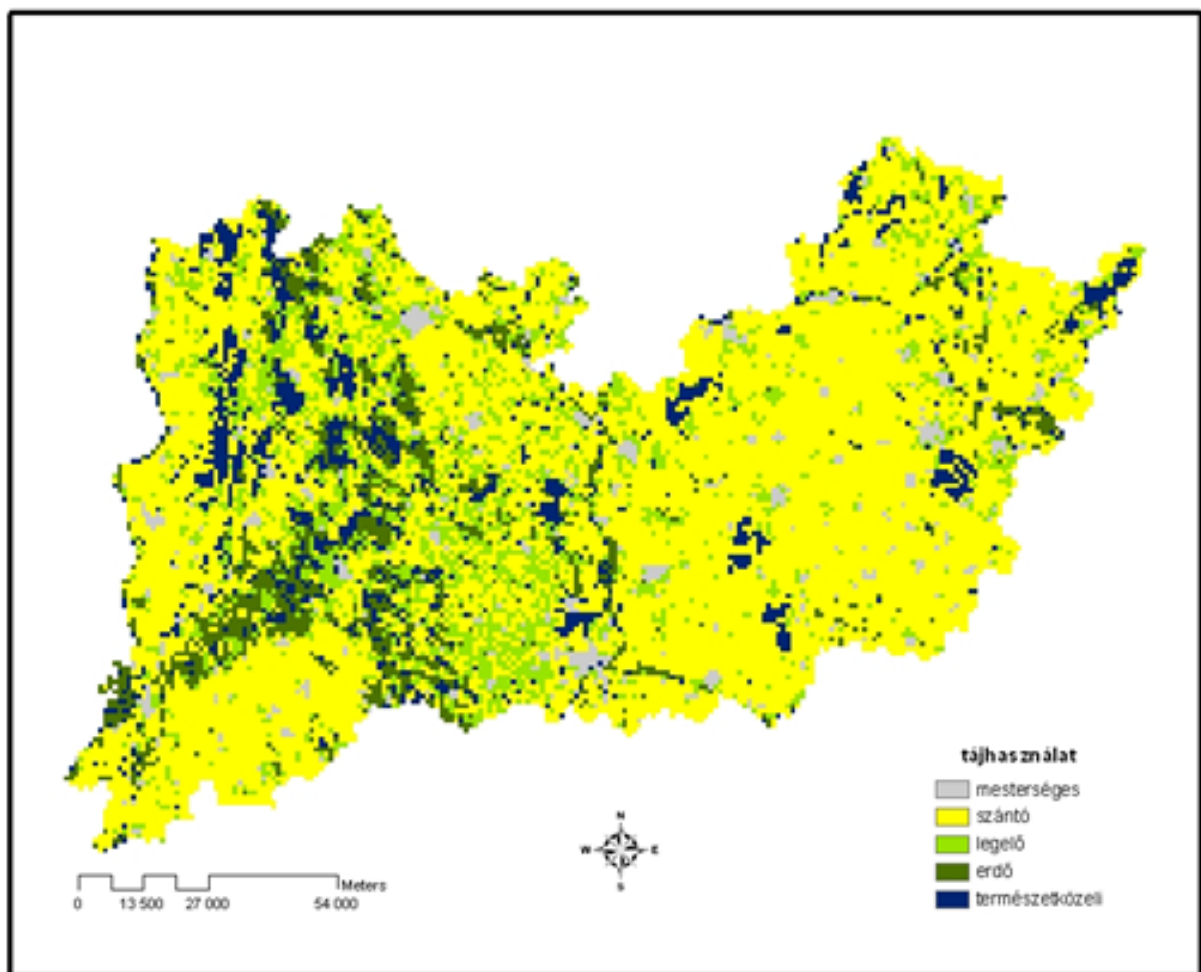 tájhasználat
mesterséges
szántó
legelő
erdő
természetközeli
N
W E
S
Meters
0 13 500 27 000 54 000